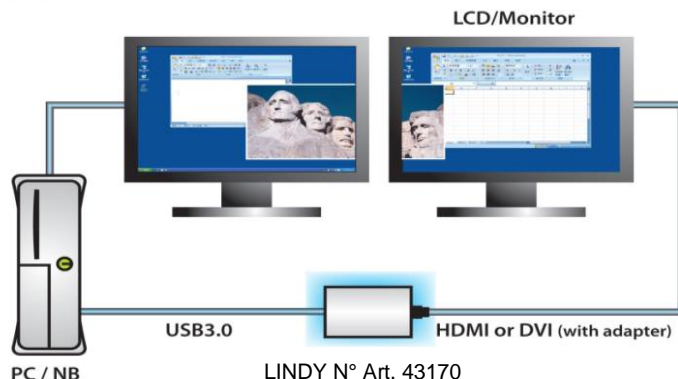 LCD/Monitor
USB3.0
HDMI or DVI (with adapter)
PC / NB
LINDY N° Art. 43170